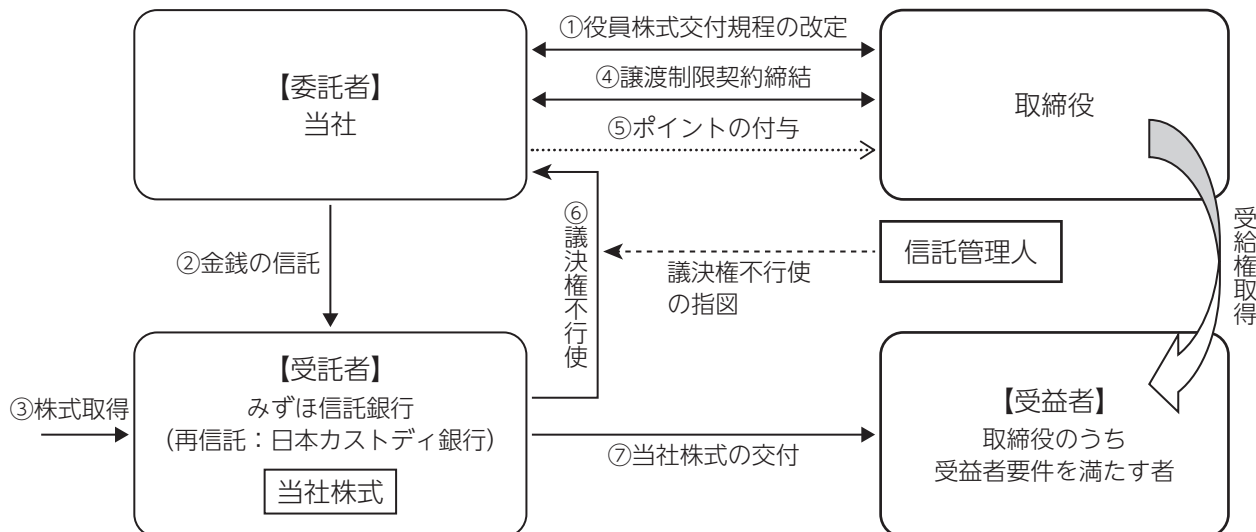 ①役員株式交付規程の改定
④譲渡制限契約締結
⑤ポイントの付与
【委託者】
当社
取締役
②金銭の信託
⑥議決権不行使
議決権不行使
の指図
信託管理人
受給権取得
③株式取得
【受託者】
みずほ信託銀行
（再信託：日本カストディ銀行）
当社株式
⑦当社株式の交付
【受益者】
取締役のうち
受益者要件を満たす者